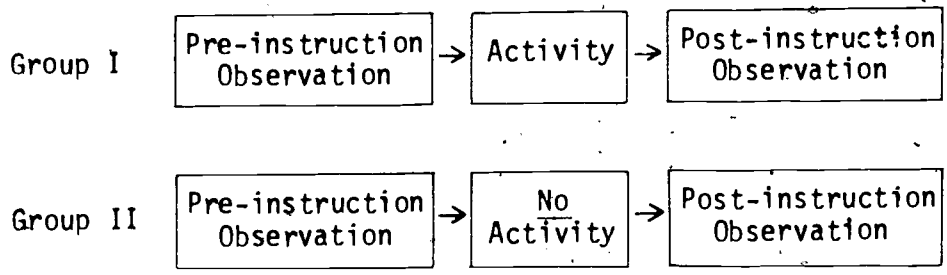 Group I
Pre-instruction
Observation
Activity
Post-instruction
Observation
Group II
Pre-instruction
Observation
No
Activity
Post-instruction
Observation